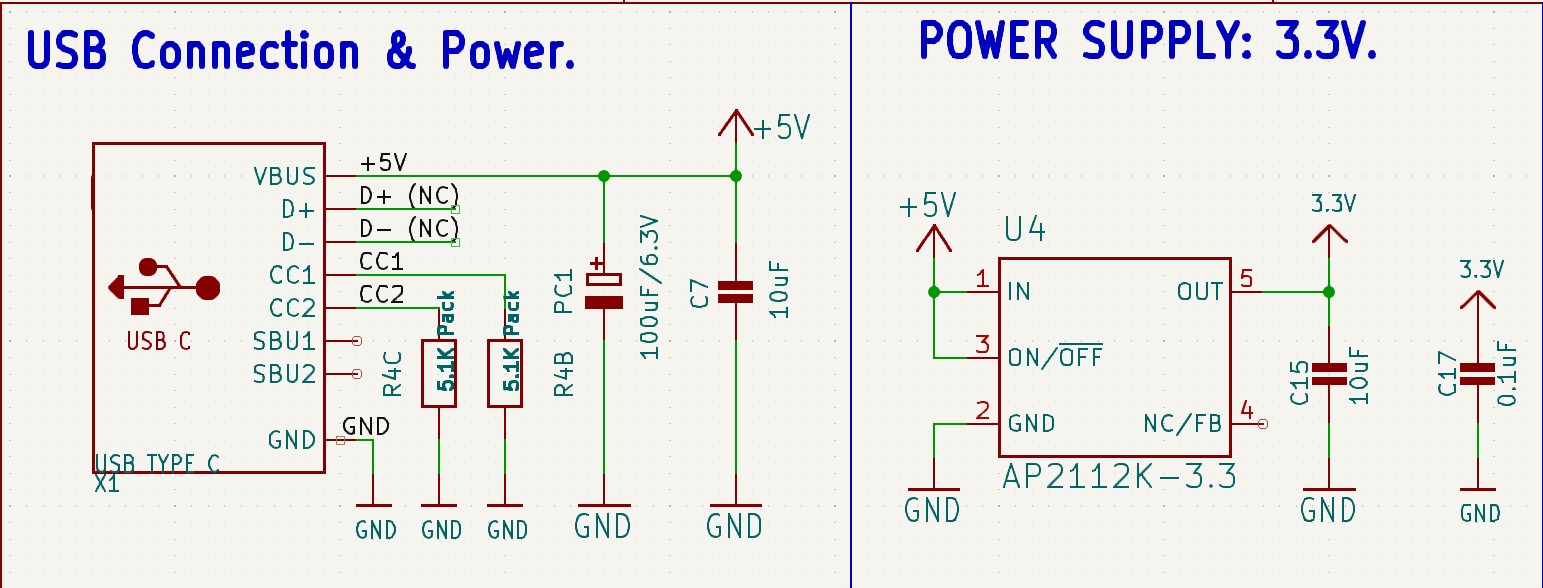 USB Connection & Power.
+5V
VBUS
+5V
D+
D+ (NC)
D-
D- (NC)
CC1
CC1
CC2
CC2
SBU1
SBU2
USB C
GND
GND
USB TYPE C
X1
R4C
5.1K Pack
5.1K Pack
R4B
PC1
+
100uF/6.3V
C7
10uF
GND
GND
GND
GND
GND
POWER SUPPLY: 3.3V.
+5V
U4
3.3V
3.3V
1
IN
OUT
5
3
ON/OFF
2
GND
NC/FB
4
AP2112K-3.3
C15
10uF
C17
0.1uF
GND
GND
GND